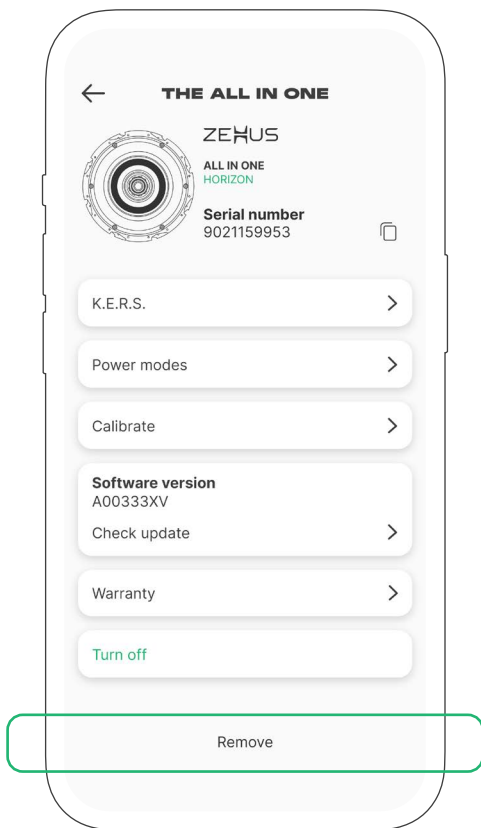 THE ALL IN ONE
ZEHUS
ALL IN ONE
HORIZON
Serial number
9021159953
K.E.R.S.
Power modes
Calibrate
Software version
A00333XV
Check update
Warranty
Turn off
Remove